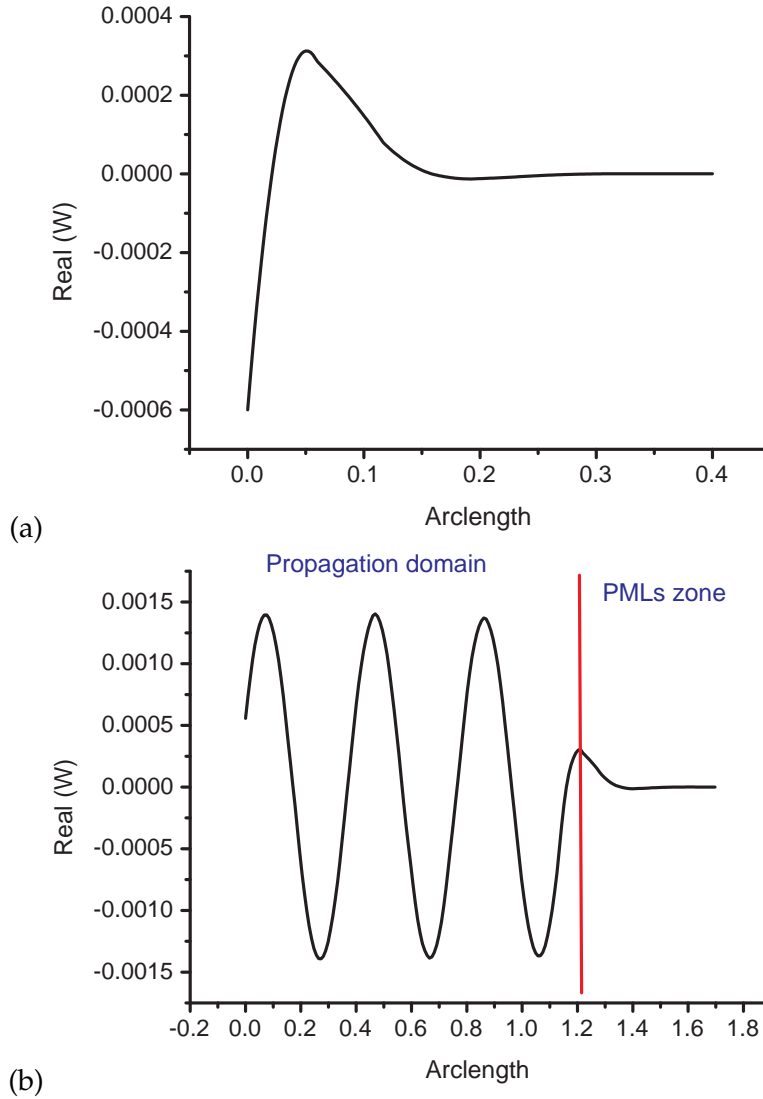 0.0004
0.0002
0.0000
-0.0002
-0.0004
-0.0006
Real (W)
0.0 0.1 0.2 0.3 0.4
Arclength
(a)
Propagation domain
PMLs zone
0.0015
0.0010
0.0005
0.0000
-0.0005
-0.0010
-0.0015
Real (W)
-0.2 0.0 0.2 0.4 0.6 0.8 1.0 1.2 1.4 1.6 1.8
Arclength
(b)